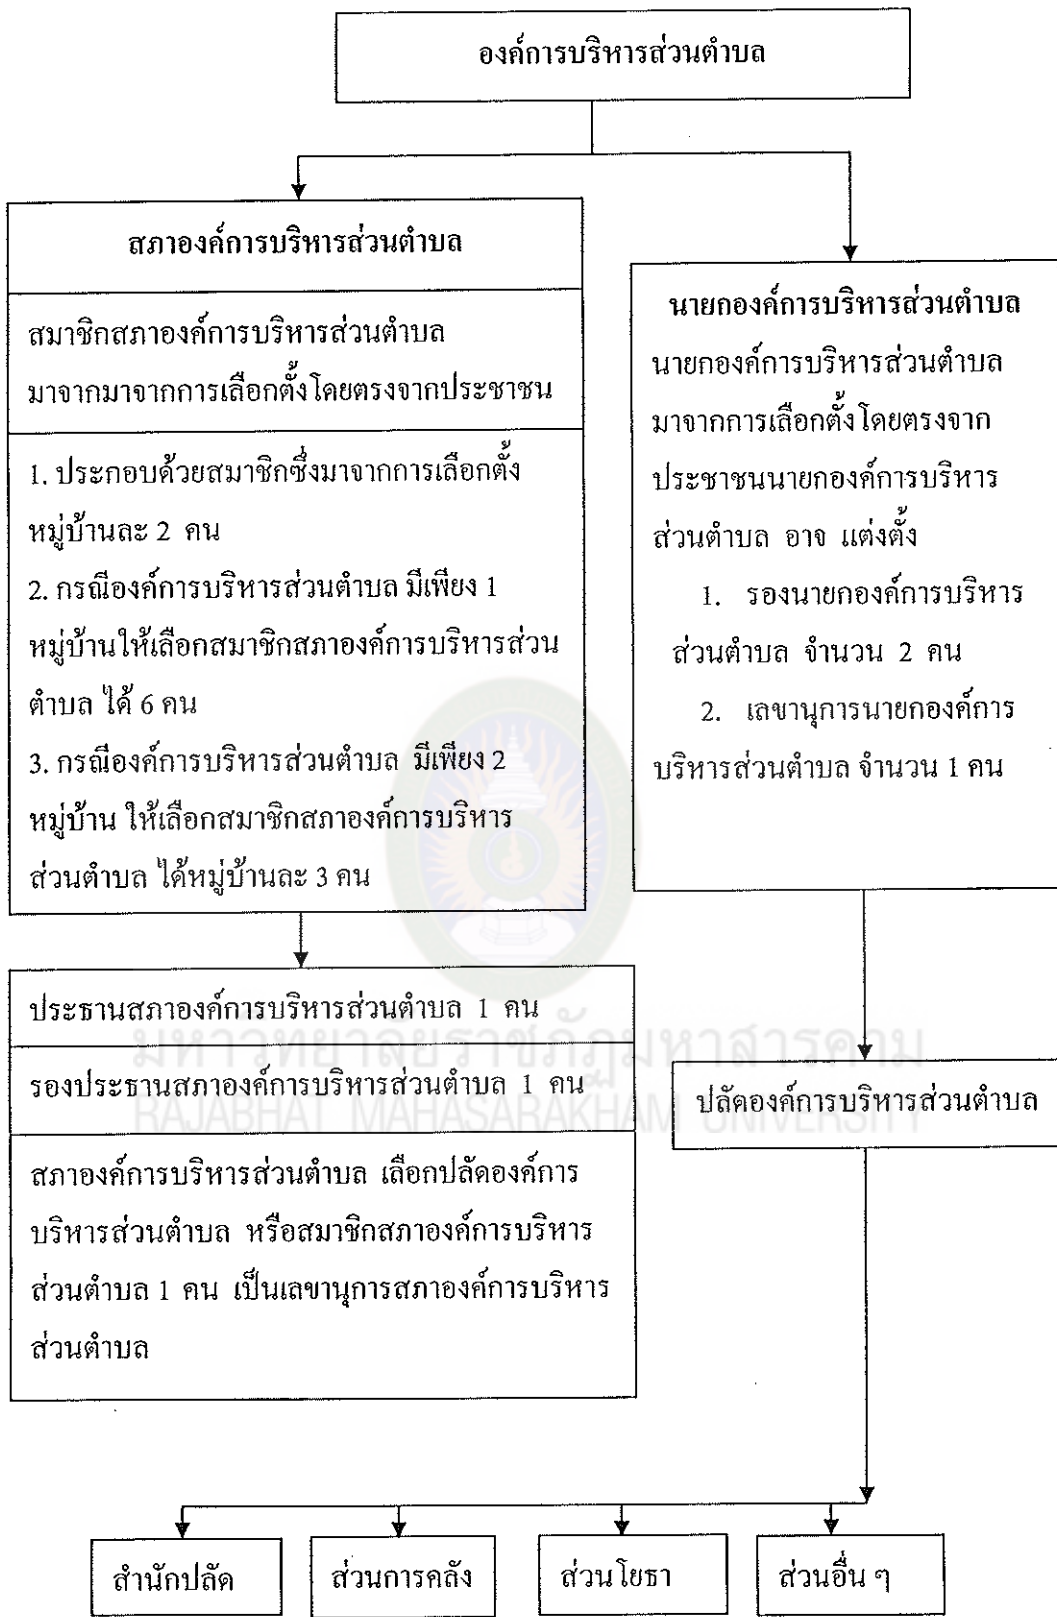 องค์การบริหารส่วนตำบล
สภาองค์การบริหารส่วนตำบล
สมาชิกสภาองค์การบริหารส่วนตำบล
มาจากมาจากการเลือกตั้งโดยตรงจากประชาชน
1. ประกอบด้วยสมาชิกซึ่งมาจากการเลือกตั้ง
หมู่บ้านละ 2 คน
2. กรณีองค์การบริหารส่วนตำบล มีเพียง 1
หมู่บ้านให้เลือกสมาชิกสภาองค์การบริหารส่วน
ตำบล ได้ 6 คน
3. กรณีองค์การบริหารส่วนตำบล มีเพียง 2
หมู่บ้าน ให้เลือกสมาชิกสภาองค์การบริหาร
ส่วนตำบล ได้หมู่บ้านละ 3 คน
นายกองค์การบริหารส่วนตำบล
นายกองค์การบริหารส่วนตำบล
มาจากการเลือกตั้งโดยตรงจาก
ประชาชนนายกองค์การบริหาร
ส่วนตำบล อาจ แต่งตั้ง
1. รองนายกองค์การบริหาร
ส่วนตำบล จำนวน 2 คน
2. เลขานุการนายกองค์การ
บริหารส่วนตำบล จำนวน 1 คน
ประธานสภาองค์การบริหารส่วนตำบล 1 คน
รองประธานสภาองค์การบริหารส่วนตำบล 1 คน
สภาองค์การบริหารส่วนตำบล เลือกปลัดองค์การ
บริหารส่วนตำบล หรือสมาชิกสภาองค์การบริหาร
ส่วนตำบล 1 คน เป็นเลขานุการสภาองค์การบริหาร
ส่วนตำบล
มหาวิทยาลัยราชภัฏมหาสารคาม
RAJABHAT MAHASARAKHAM UNIVERSITY
ปลัดองค์การบริหารส่วนตำบล
สำนักปลัด
ส่วนการคลัง
ส่วนโยธา
ส่วนอื่น ๆ